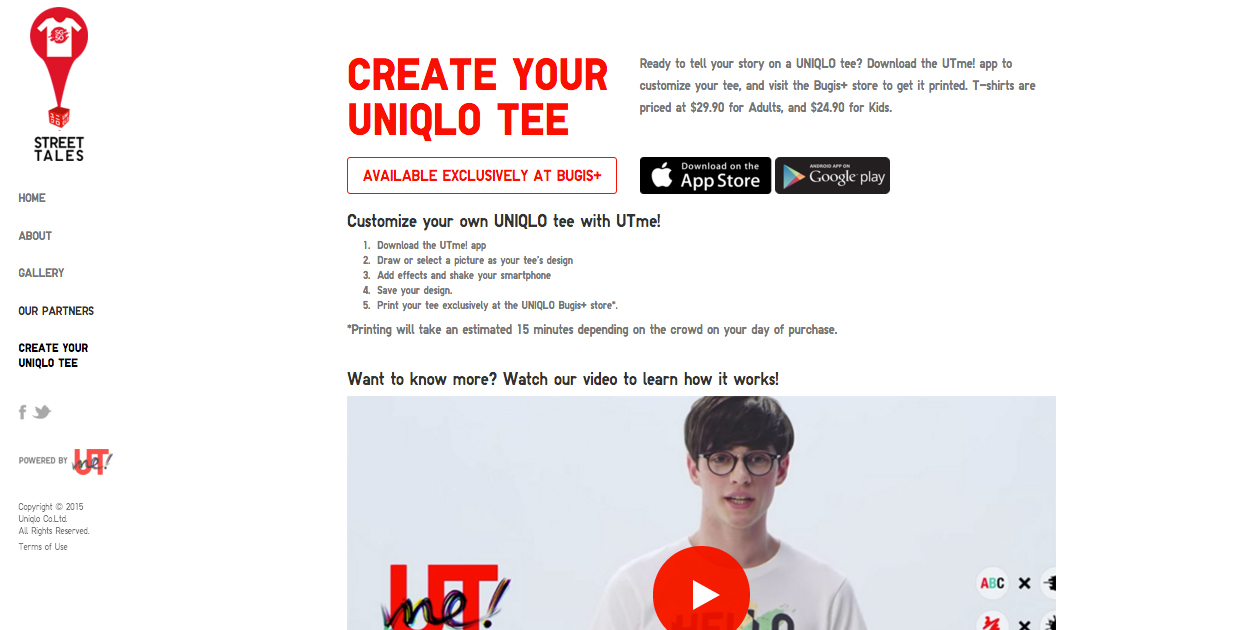 STREET
TALES
HOME
ABOUT
GALLERY
OUR PARTNERS
CREATE YOUR
UNIQLO TEE
POWERED BY UT me!
Copyright © 2015
Uniqlo Co.Ltd.
All Rights Reserved.
Terms of Use
CREATE YOUR
UNIQLO TEE
AVAILABLE EXCLUSIVELY AT BUGIS+
Ready to tell your story on a UNIQLO tee? Download the UTme! app to
customize your tee, and visit the Bugis+ store to get it printed. T-shirts are
priced at $29.90 for Adults, and $24.90 for Kids.
Download on the
App Store
ANDROID APP ON
Google play
Customize your own UNIQLO tee with UTme!
1. Download the UTme! app
2. Draw or select a picture as your tee's design
3. Add effects and shake your smartphone
4. Save your design.
5. Print your tee exclusively at the UNIQLO Bugis+ store*.
*Printing will take an estimated 15 minutes depending on the crowd on your day of purchase.
Want to know more? Watch our video to learn how it works!
UT
me!
ABC ×
×